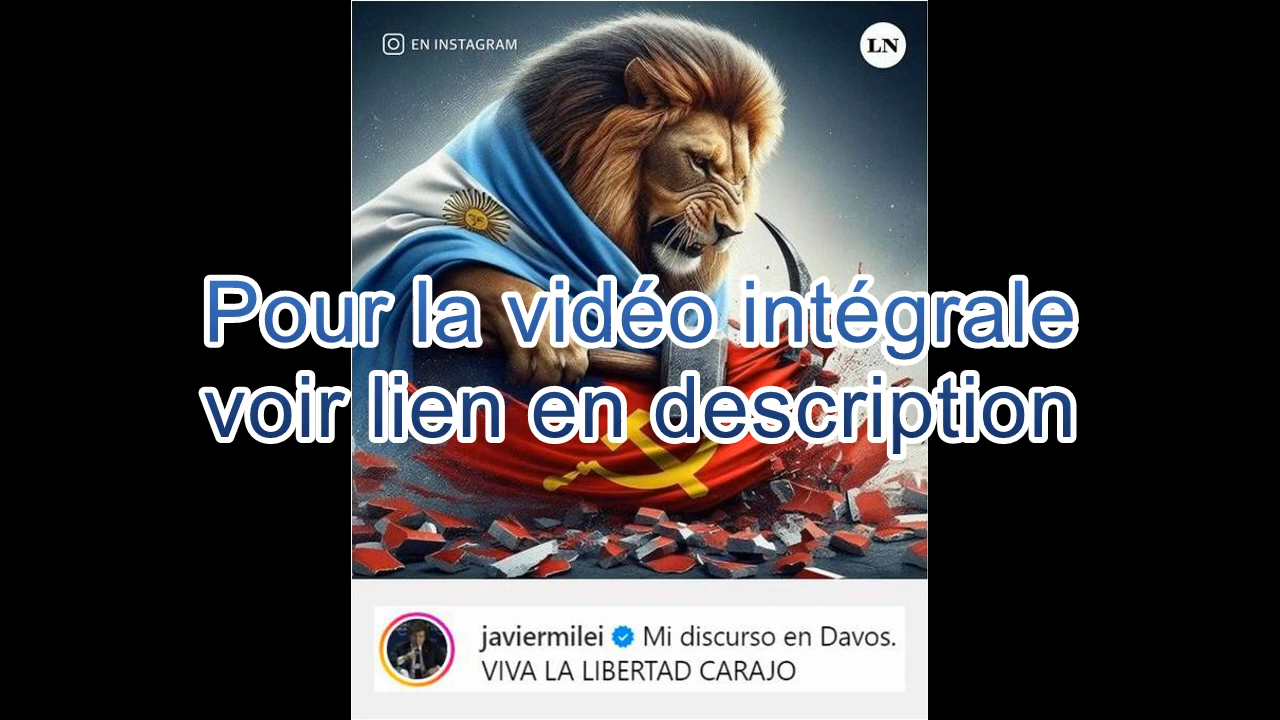 EN INSTAGRAM
LN
Pour la vidéo intégrale
voir lien en description
javiermilei Mi discurso en Davos.
VIVA LA LIBERTAD CARAJO